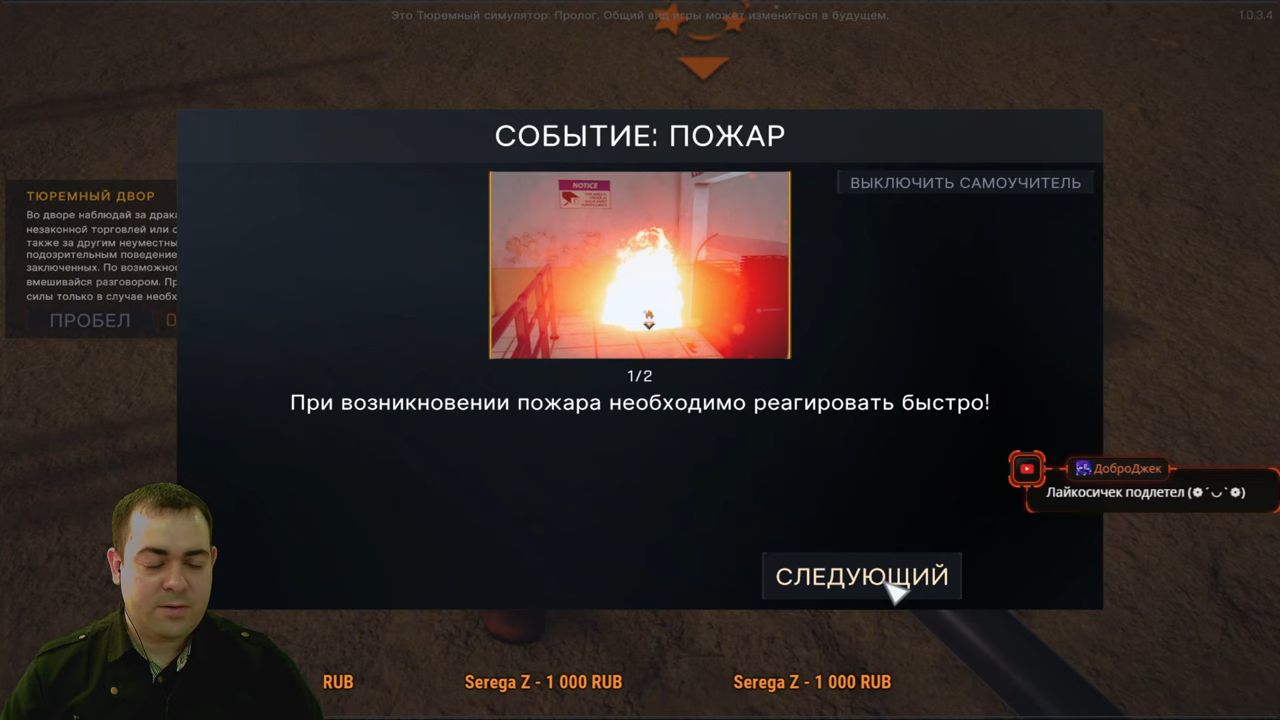 Это Тюремный симулятор: Пролог. Общий вид игры может измениться в будущем.
1.0.3.4
СОБЫТИЕ: ПОЖАР
NOTICE
ВЫКЛЮЧИТЬ САМОУЧИТЕЛЬ
ТЮРЕМНЫЙ ДВОР
Во дворе наблюдай за драка
незаконной торговлей или
также за другим неуместны
подозрительным поведение
заключенных. По возможнос
вмешивайся разговором. Пр
силы только в случае необх
ПРОБЕЛ
1/2
При возникновении пожара необходимо реагировать быстро!
ДоброДжек
Лайкосичек подлетел (❁´◡`❁)
СЛЕДУЮЩИЙ
RUB
Serega Z - 1 000 RUB
Serega Z - 1 000 RUB